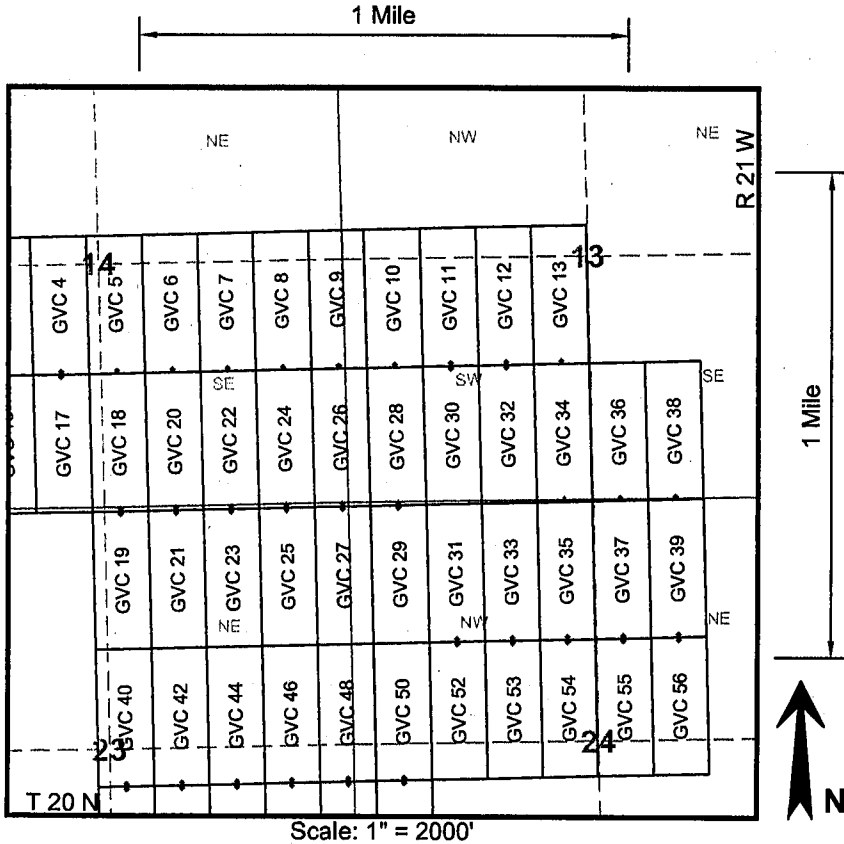 1 Mile
NE NW NE
R 21 W
14 13
GVC 4 GVC 5 GVC 6 GVC 7 GVC 8 GVC 9 GVC 10 GVC 11 GVC 12 GVC 13
SE SW SE
1 Mile
GVC 17 GVC 18 GVC 20 GVC 22 GVC 24 GVC 26 GVC 28 GVC 30 GVC 32 GVC 34 GVC 36 GVC 38
GVC 19 GVC 21 GVC 23 GVC 25 GVC 27 GVC 29 GVC 31 GVC 33 GVC 35 GVC 37 GVC 39
NE NW NE
GVC 40 GVC 42 GVC 44 GVC 46 GVC 48 GVC 50 GVC 52 GVC 53 GVC 54 GVC 55 GVC 56
23 24
T 20 N
N
Scale: 1" = 2000'